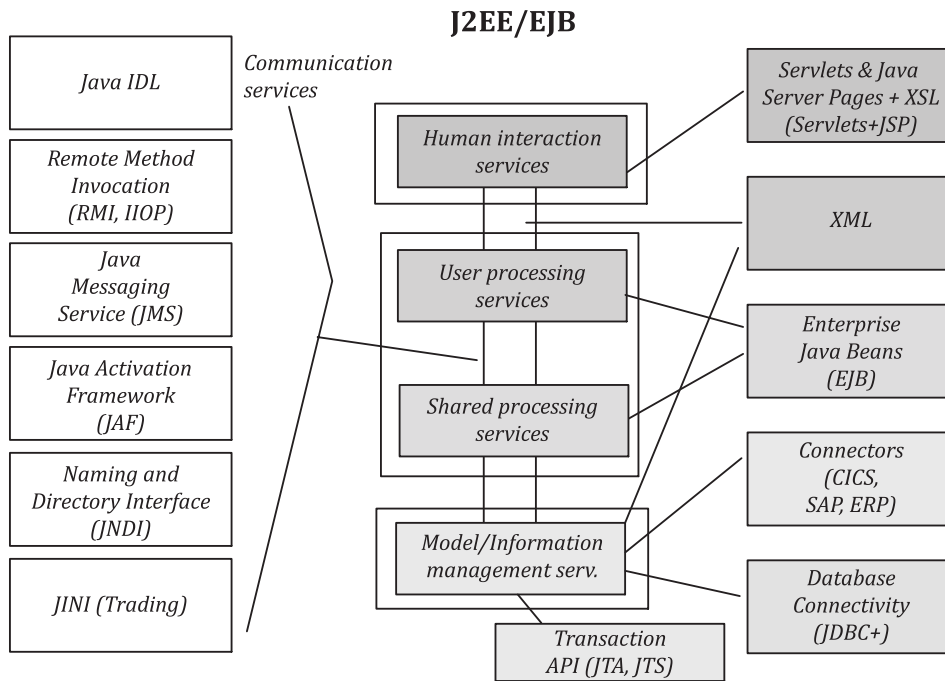 J2EE/EJB
Java IDL
Remote Method
Invocation
(RMI, IIOP)
Java
Messaging
Service (JMS)
Java Activation
Framework
(JAF)
Naming and
Directory Interface
(JNDI)
JINI (Trading)
Communication
services
Human interaction
services
User processing
services
Shared processing
services
Model/Information
management serv.
Transaction
API (JTA, JTS)
Servlets & Java
Server Pages + XSL
(Servlets+JSP)
XML
Enterprise
Java Beans
(EJB)
Connectors
(CICS,
SAP, ERP)
Database
Connectivity
(JDBC+)